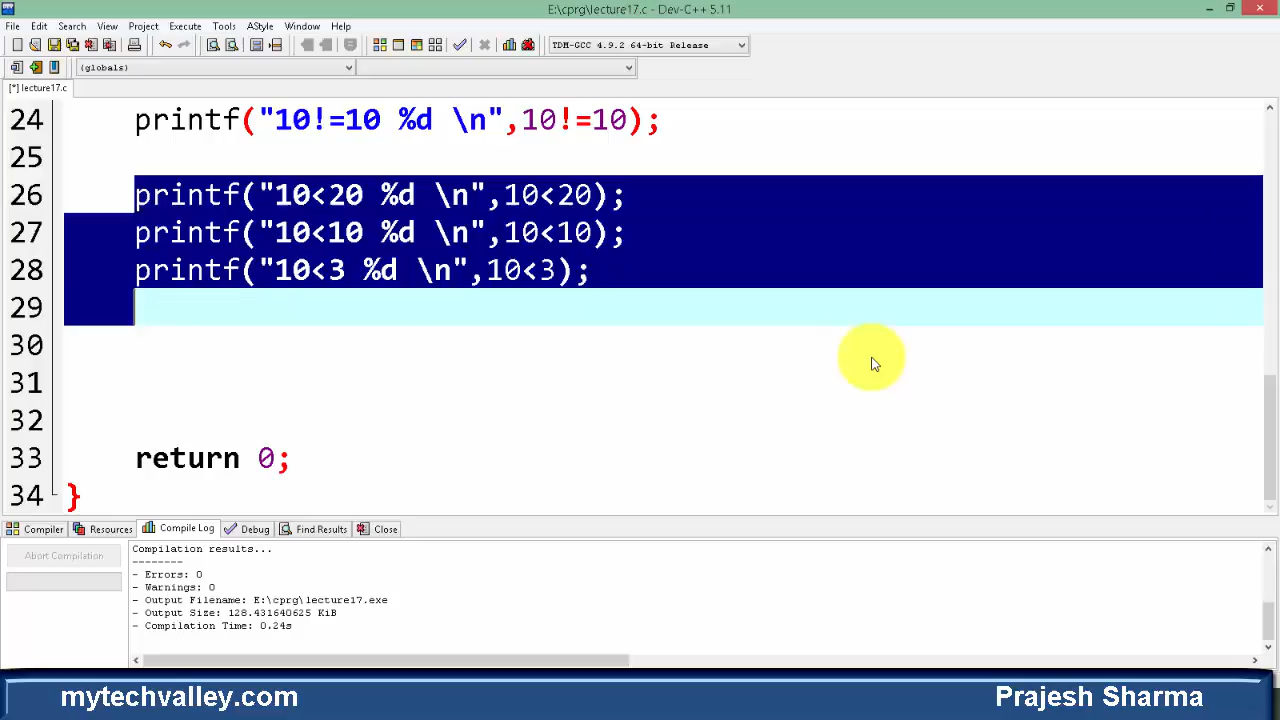 E:\cprg\lecture17.c - Dev-C++ 5.11
File Edit Search View Project Execute Tools AStyle Window Help
TDM-GCC 4.9.2 64-bit Release
(globals)
[*] lecture17.c
24 printf("10!=10 %d \n",10!=10);
25
26 printf("10<20 %d \n",10<20);
27 printf("10<10 %d \n",10<10);
28 printf("10<3 %d \n",10<3);
29
30
31
32
33 return 0;
34 }
Compiler Resources Compile Log Debug Find Results Close
Abort Compilation
Compilation results...
--------
- Errors: 0
- Warnings: 0
- Output Filename: E:\cprg\lecture17.exe
- Output Size: 128.431640625 KiB
- Compilation Time: 0.24s
mytechvalley.com
Prajesh Sharma